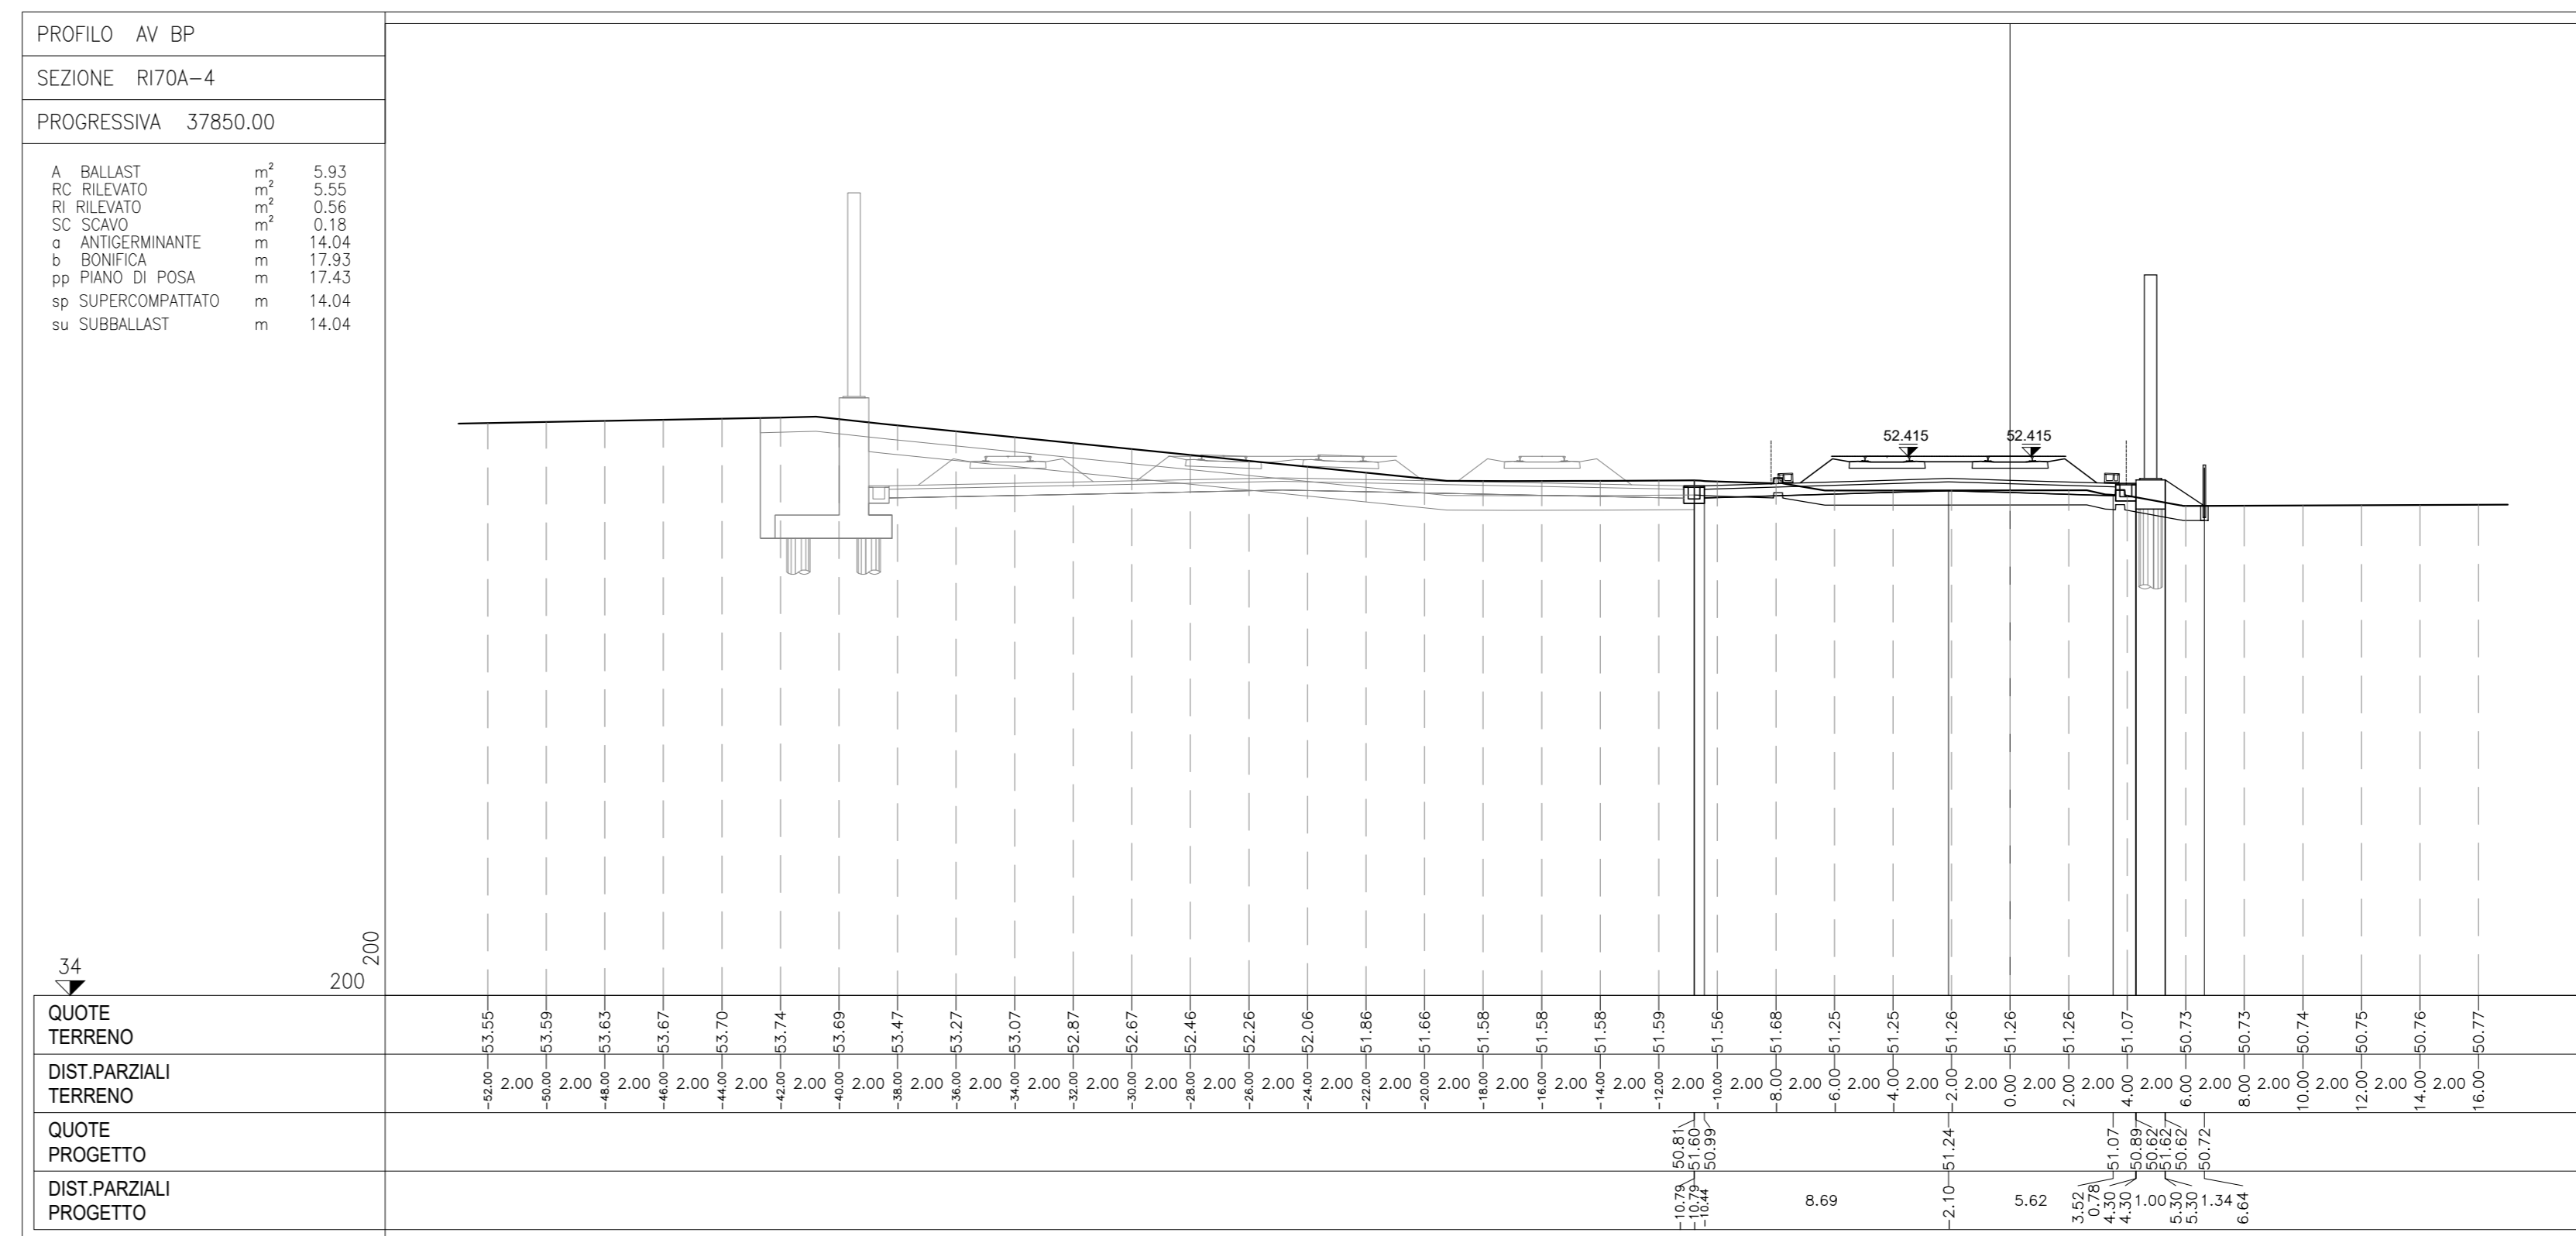 PROFILO AV BP
SEZIONE RI70A-4
PROGRESSIVA 37850.00
A BALLAST m² 5.93
RC RILEVATO m² 5.55
RI RILEVATO m² 0.56
SC SCAVO m² 0.18
a ANTIGERMINANTE m 14.04
b BONIFICA m 17.93
pp PIANO DI POSA m 17.43
sp SUPERCOMPATTATO m 14.04
su SUBBALLAST m 14.04
52.415 52.415
34
200
200
QUOTE
TERRENO
53.55 53.59 53.63 53.67 53.70 53.74 53.69 53.47 53.27 53.07 52.87 52.67 52.46 52.26 52.06 51.86 51.66 51.58 51.58 51.58 51.59 51.56 51.68 51.25 51.25 51.26 51.26 51.26 51.07 50.73 50.73 50.74 50.75 50.76 50.77
DIST.PARZIALI
TERRENO
-52.00 2.00 -50.00 2.00 -48.00 2.00 -46.00 2.00 -44.00 2.00 -42.00 2.00 -40.00 2.00 -38.00 2.00 -36.00 2.00 -34.00 2.00 -32.00 2.00 -30.00 2.00 -28.00 2.00 -26.00 2.00 -24.00 2.00 -22.00 2.00 -20.00 2.00 -18.00 2.00 -16.00 2.00 -14.00 2.00 -12.00 2.00 -10.00 2.00 -8.00 2.00 -6.00 2.00 -4.00 2.00 -2.00 2.00 0.00 2.00 2.00 2.00 4.00 2.00 6.00 2.00 8.00 2.00 10.00 2.00 12.00 2.00 14.00 2.00 16.00
QUOTE
PROGETTO
50.81 51.60 50.99 51.24 51.07 50.89 50.62 51.62 50.62 50.72
DIST.PARZIALI
PROGETTO
-10.79 -10.79 -10.44 8.69 -2.10 5.62 3.52 0.78 4.30 4.30 1.00 5.30 5.30 1.34 6.64